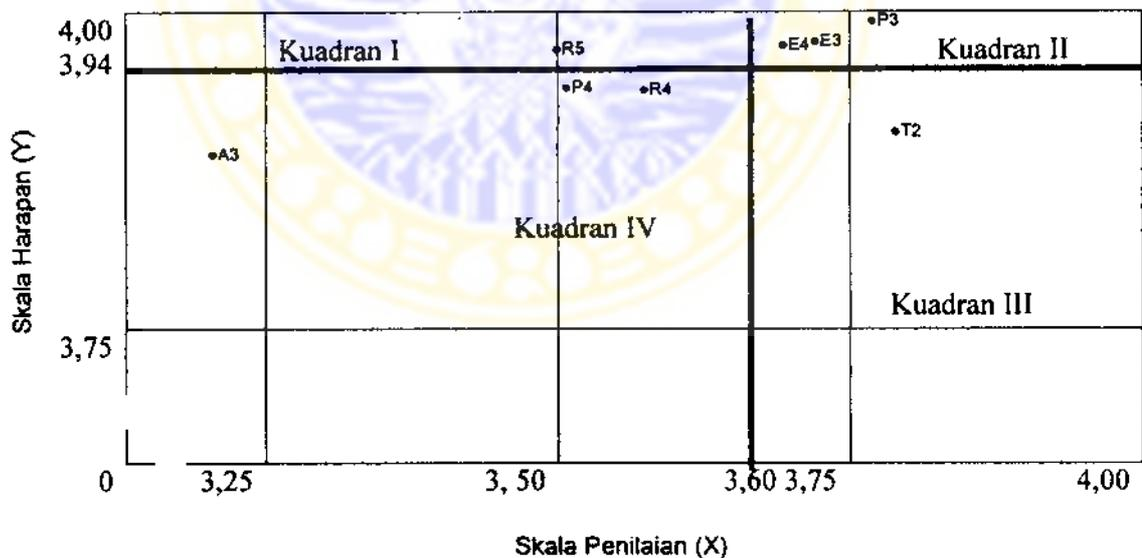 4,00
Kuadran I
R5
E4
E3
P3
Kuadran II
3,94
P4
R4
T2
A3
Skala Harapan (Y)
Kuadran IV
Kuadran III
3,75
0
3,25
3, 50
3,60
3,75
4,00
Skala Penilaian (X)